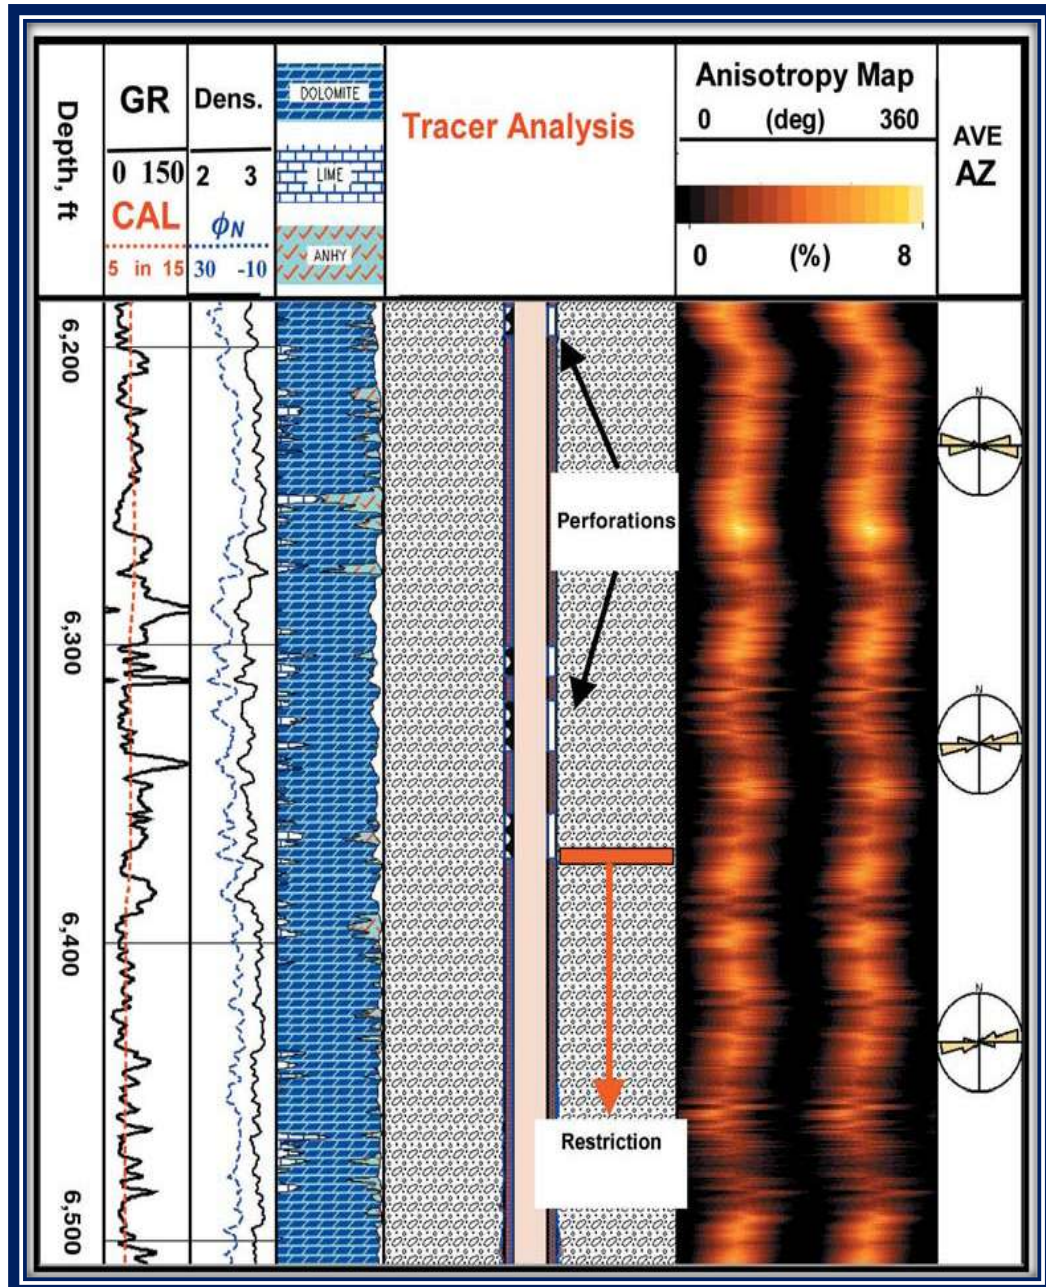 Depth, ft
GR
0 150
CAL
5 in 15
Dens.
2 3
ϕN
30 -10
DOLOMITE
LIME
ANHY
Tracer Analysis
Anisotropy Map
0 (deg) 360
0 (%) 8
AVE
AZ
6,200
6,300
6,400
6,500
Perforations
Restriction
N
N
N